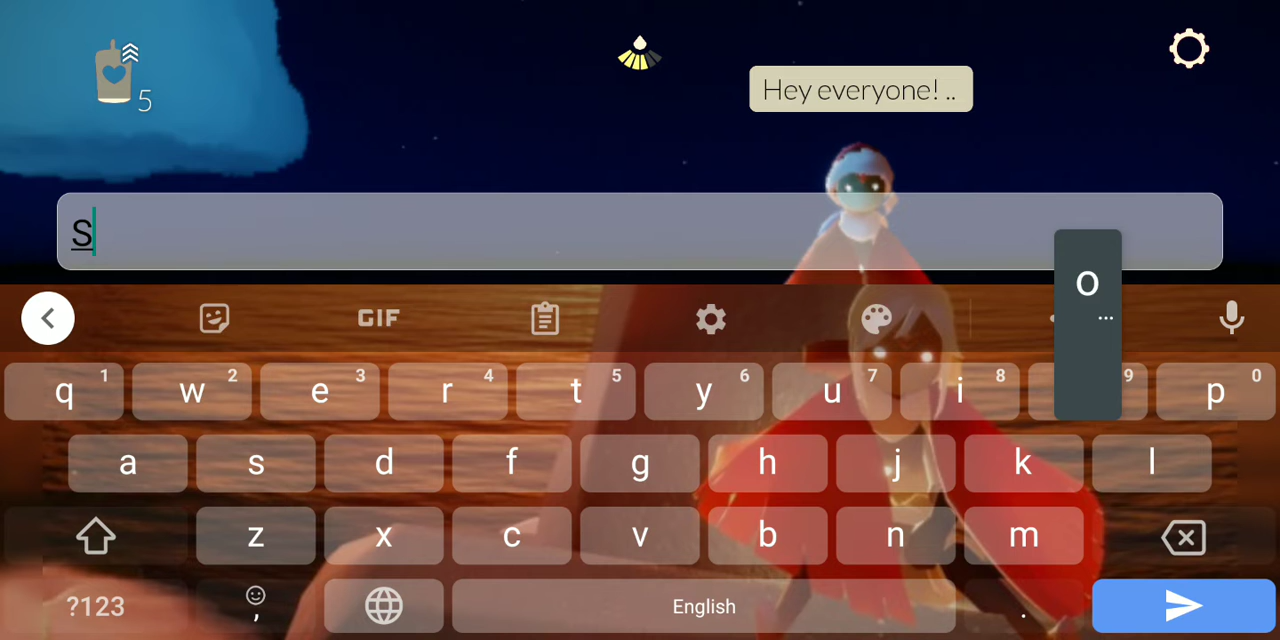 5
Hey everyone! ..
S
o
GIF
q 1 w 2 e 3 r 4 t 5 y 6 u 7 i 8 9 p 0
a s d f g h j k l
z x c v b n m
?123 , English .